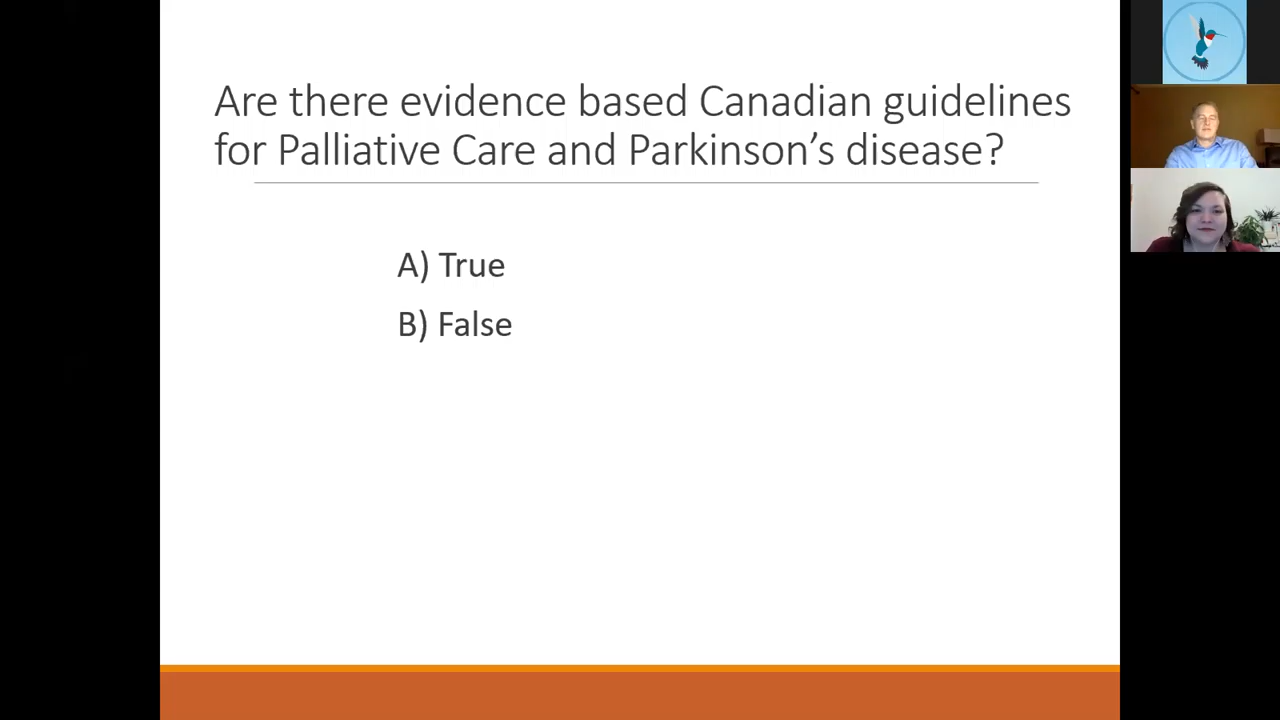 Are there evidence based Canadian guidelines
for Palliative Care and Parkinson’s disease?
A) True
B) False